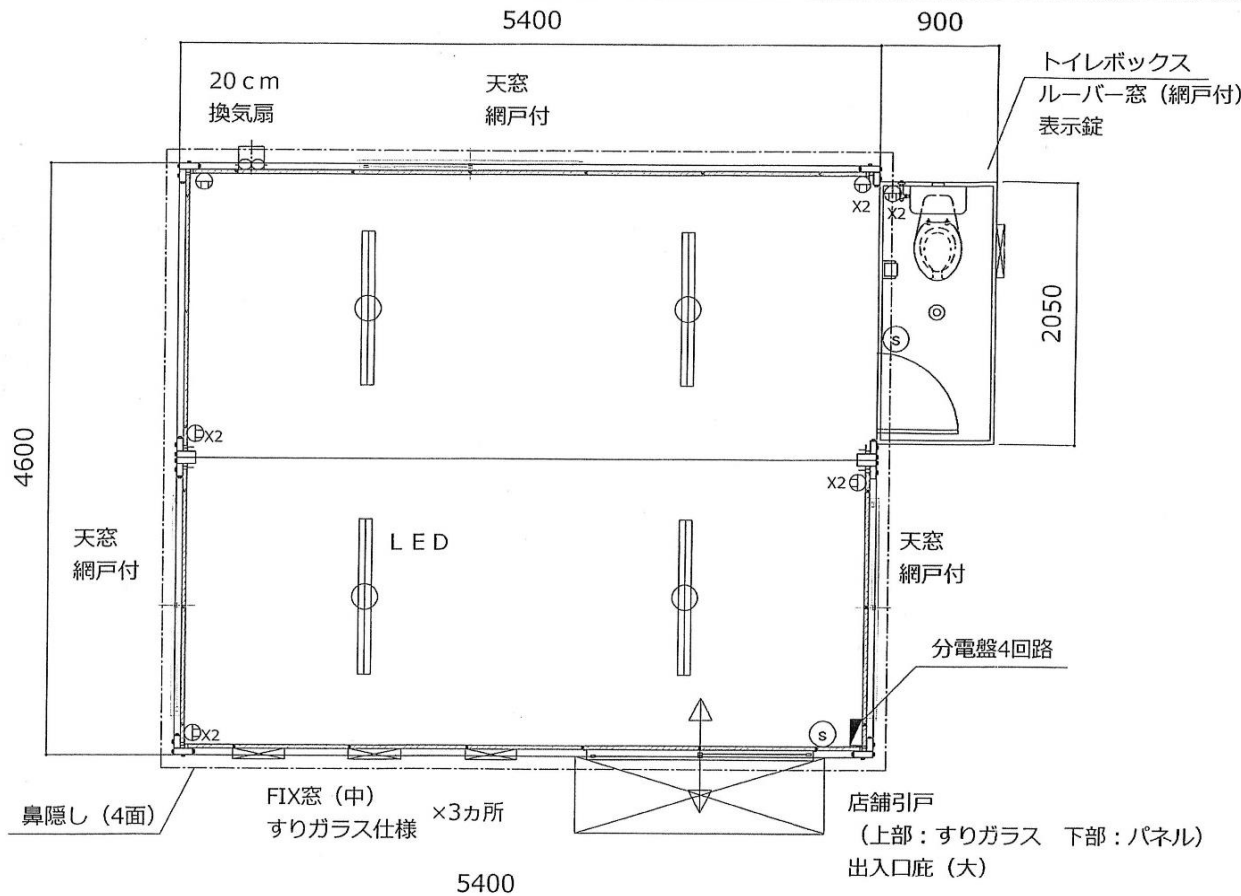 5400
900
トイレボックス
ルーバー窓（網戸付）
表示錠
20ｃｍ
換気扇
天窓
網戸付
X2
X2
2050
4600
S
X2
X2
天窓
網戸付
ＬＥＤ
天窓
網戸付
分電盤4回路
X2
S
鼻隠し（4面）
FIX窓（中）
すりガラス仕様
×3ヵ所
店舗引戸
（上部：すりガラス　下部：パネル）
出入口庇（大）
5400